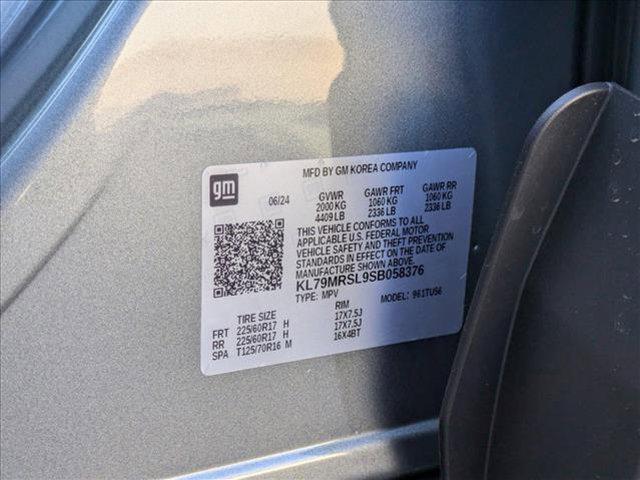 MFD BY GM KOREA COMPANY
gm
06/24 GVWR GAWR FRT GAWR RR
2000 KG 1060 KG 1060 KG
4409 LB 2336 LB 2336 LB
THIS VEHICLE CONFORMS TO ALL
APPLICABLE U.S. FEDERAL MOTOR
VEHICLE SAFETY AND THEFT PREVENTION
STANDARDS IN EFFECT ON THE DATE OF
MANUFACTURE SHOWN ABOVE.
KL79MRSL9SB058376
TYPE: MPV MODEL: 961TU56
TIRE SIZE RIM
FRT 225/60R17 H 17X7.5J
RR 225/60R17 H 17X7.5J
SPA T125/70R16 M 16X4BT